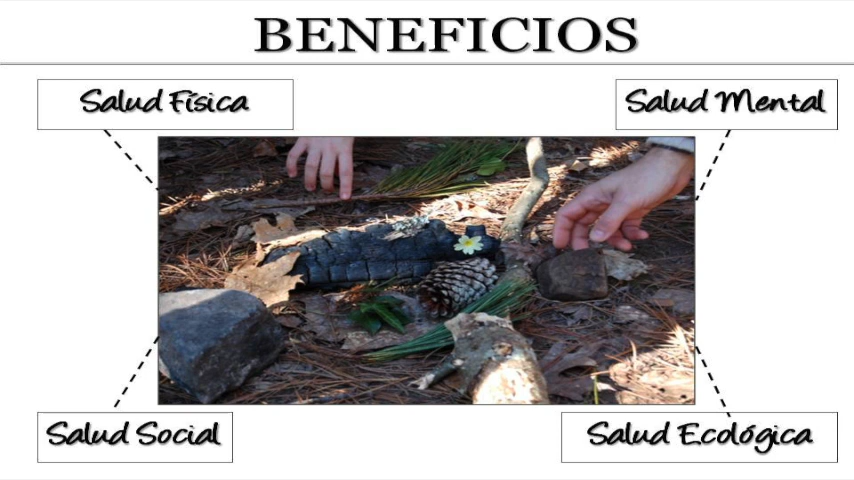 BENEFICIOS
Salud Física
Salud Mental
Salud Social
Salud Ecológica